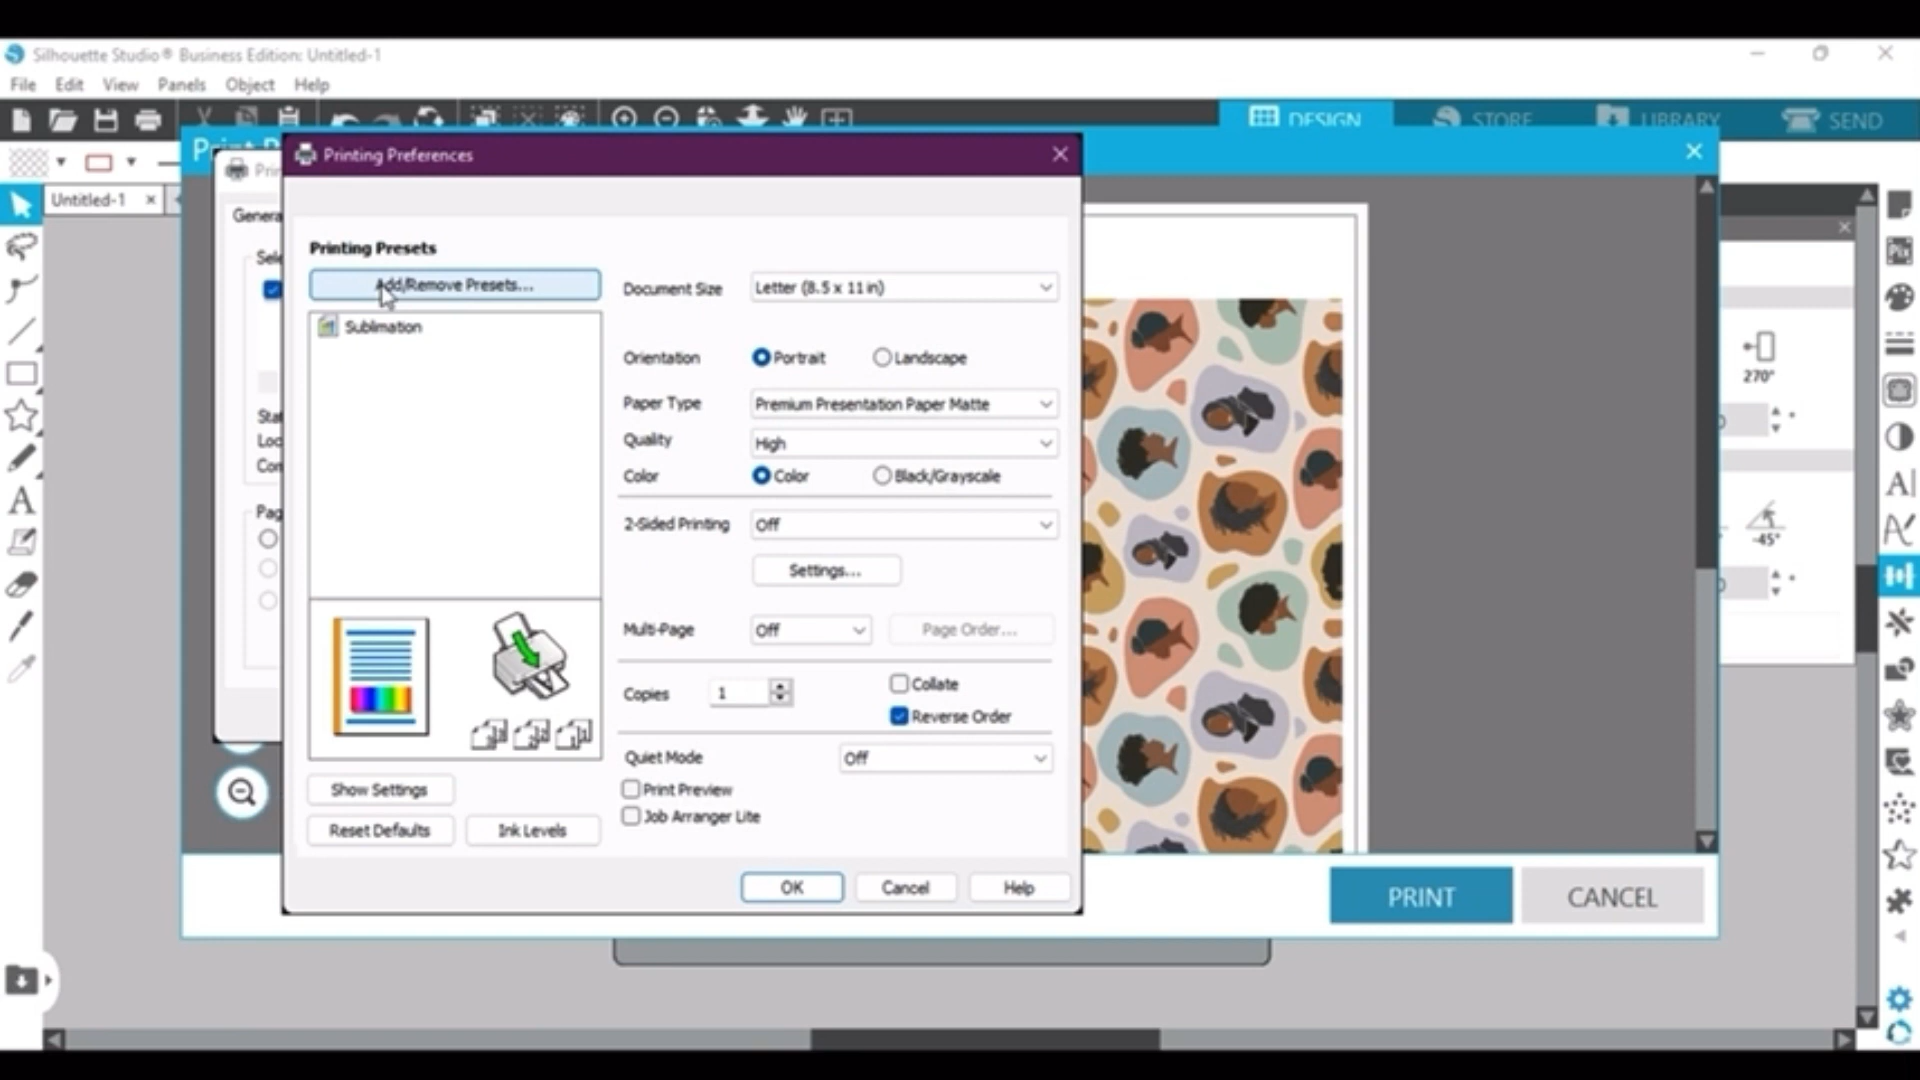 Silhouette Studio® Business Edition: Untitled-1
File Edit View Panels Object Help
DESIGN STORE LIBRARY SEND
Untitled-1
Printing Preferences
Printing Presets
Add/Remove Presets...
Sublimation
Document Size Letter (8.5 x 11 in)
Orientation Portrait Landscape
Paper Type Premium Presentation Paper Matte
Quality High
Color Color Black/Grayscale
2-Sided Printing Off
Settings...
Multi-Page Off Page Order...
Copies 1 Collate
Reverse Order
Quiet Mode Off
Print Preview
Job Arranger Lite
Show Settings
Reset Defaults Ink Levels
OK Cancel Help
PRINT CANCEL
270°
-45°